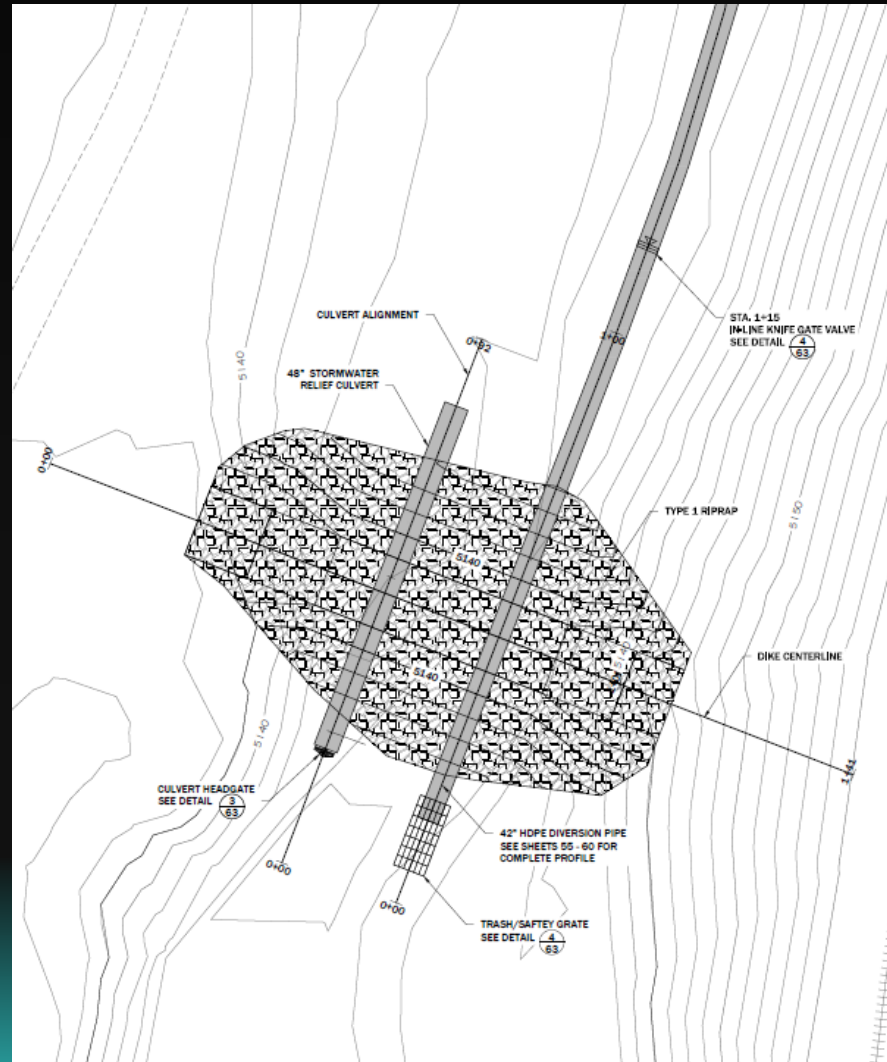 STA. 1+15
IN-LINE KNIFE GATE VALVE
SEE DETAIL
4
63
CULVERT ALIGNMENT
0+92
1+00
48" STORMWATER
RELIEF CULVERT
5140
0+00
5150
TYPE 1 RIPRAP
5140
5140
5140
DIKE CENTERLINE
5140
1+41
CULVERT HEADGATE
SEE DETAIL
3
63
42" HDPE DIVERSION PIPE
SEE SHEETS 55 - 60 FOR
COMPLETE PROFILE
0+00
0+00
TRASH/SAFTEY GRATE
SEE DETAIL
4
63